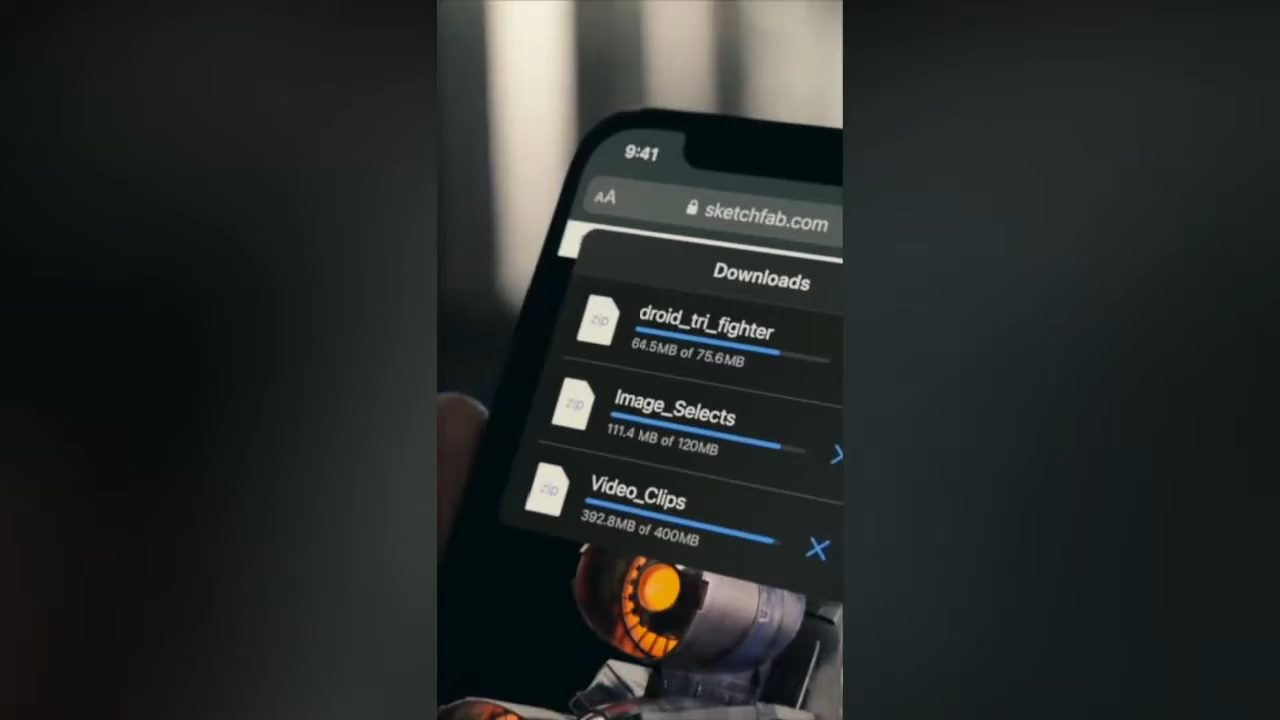 9:41
AA
sketchfab.com
Downloads
zip
droid_tri_fighter
64.5MB of 75.6MB
zip
Image_Selects
111.4 MB of 120MB
zip
Video_Clips
392.8MB of 400MB